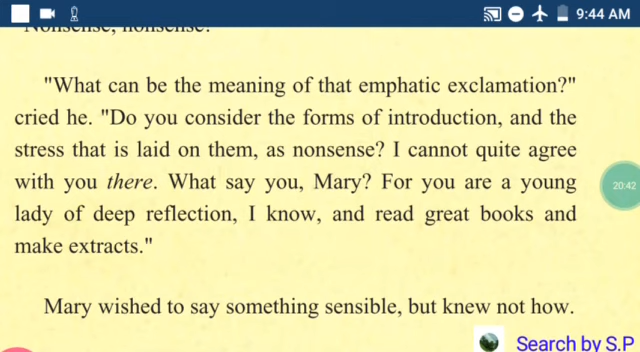 9:44 AM
"Nonsense, nonsense!"
"What can be the meaning of that emphatic exclamation?"
cried he. "Do you consider the forms of introduction, and the
stress that is laid on them, as nonsense? I cannot quite agree
with you there. What say you, Mary? For you are a young
20:42
lady of deep reflection, I know, and read great books and
make extracts."
Mary wished to say something sensible, but knew not how.
Search by S.P